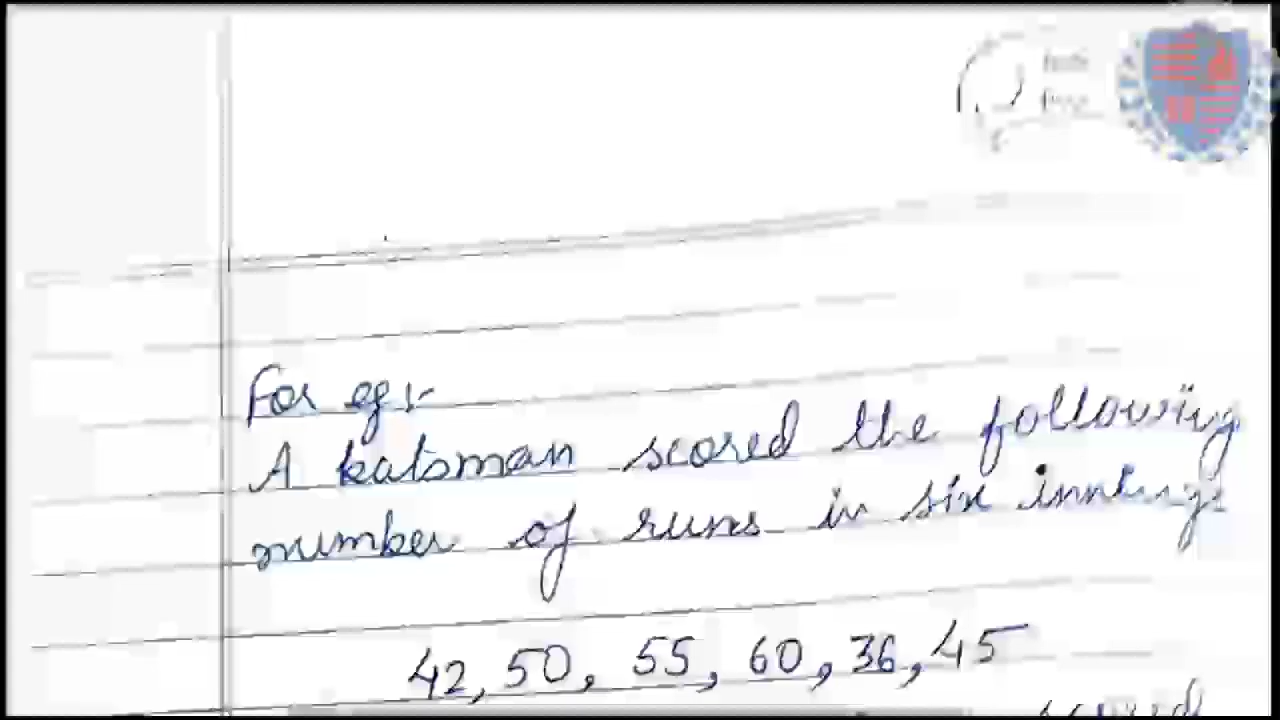 For eg:-
A batsman scored the following
number of runs in six innings
42, 50, 55, 60, 36, 45